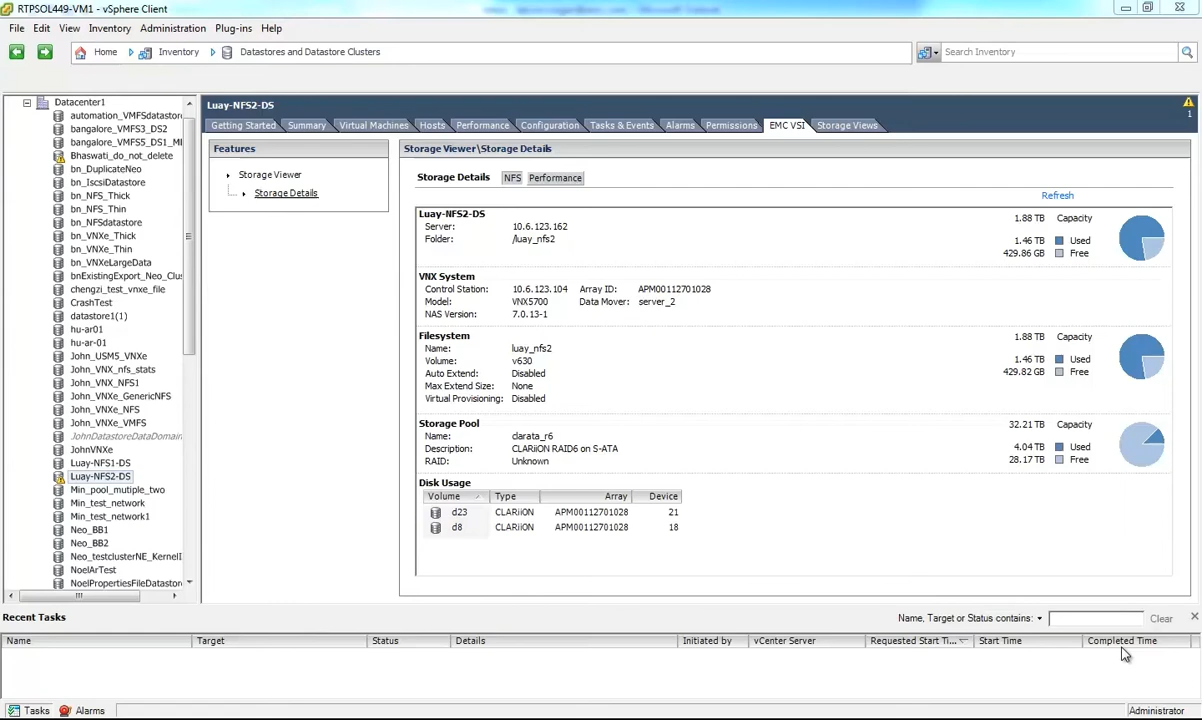 RTPSOL449-VM1 - vSphere Client
File Edit View Inventory Administration Plug-ins Help
Home Inventory Datastores and Datastore Clusters Search Inventory
Datacenter1
automation_VMFSdatastor
bangalore_VMFS3_DS2
bangalore_VMFS5_DS1_MI
Bhaswati_do_not_delete
bn_DuplicateNeo
bn_IscsiDatastore
bn_NFS_Thick
bn_NFS_Thin
bn_NFSdatastore
bn_VNXe_Thick
bn_VNXe_Thin
bn_VNXeLargeData
bnExistingExport_Neo_Clus
chengzi_test_vnxe_file
CrashTest
datastore1(1)
hu-ar01
hu-ar-01
John_USM5_VNXe
John_VNX_nfs_stats
John_VNX_NFS1
John_VNXe_GenericNFS
John_VNXe_NFS
John_VNXe_VMFS
JohnDatastoreDataDomain
JohnVNXe
Luay-NFS1-DS
Luay-NFS2-DS
Min_pool_mutiple_two
Min_test_network
Min_test_network1
Neo_BB1
Neo_BB2
Neo_testclusterNE_KernelI
NoelArTest
NoelPropertiesFileDatastore
Luay-NFS2-DS
1
Getting Started Summary Virtual Machines Hosts Performance Configuration Tasks & Events Alarms Permissions EMC VSI Storage Views
Features
Storage Viewer
Storage Details
Storage Viewer\Storage Details
Storage Details NFS Performance
Refresh
Luay-NFS2-DS 1.88 TB Capacity
Server: 10.6.123.162
Folder: /luay_nfs2 1.46 TB Used
429.86 GB Free
VNX System
Control Station: 10.6.123.104 Array ID: APM00112701028
Model: VNX5700 Data Mover: server_2
NAS Version: 7.0.13-1
Filesystem 1.88 TB Capacity
Name: luay_nfs2
Volume: v630 1.46 TB Used
Auto Extend: Disabled 429.82 GB Free
Max Extend Size: None
Virtual Provisioning: Disabled
Storage Pool 32.21 TB Capacity
Name: clarata_r6
Description: CLARiiON RAID6 on S-ATA 4.04 TB Used
RAID: Unknown 28.17 TB Free
Disk Usage
Volume Type Array Device
d23 CLARiiON APM00112701028 21
d8 CLARiiON APM00112701028 18
Recent Tasks Name, Target or Status contains: Clear
Name Target Status Details Initiated by vCenter Server Requested Start Ti... Start Time Completed Time
Tasks Alarms Administrator